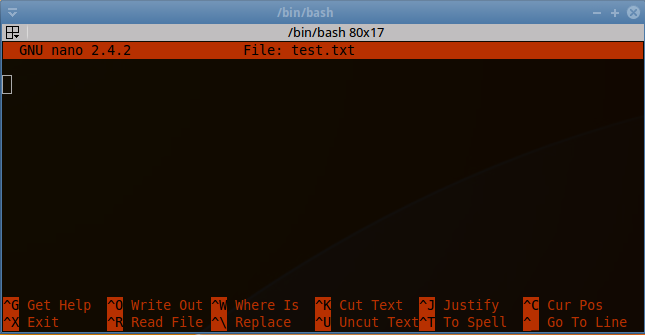 /bin/bash
/bin/bash 80x17
GNU nano 2.4.2 File: test.txt
^G Get Help ^O Write Out ^W Where Is ^K Cut Text ^J Justify ^C Cur Pos
^X Exit ^R Read File ^\ Replace ^U Uncut Text ^T To Spell ^_ Go To Line